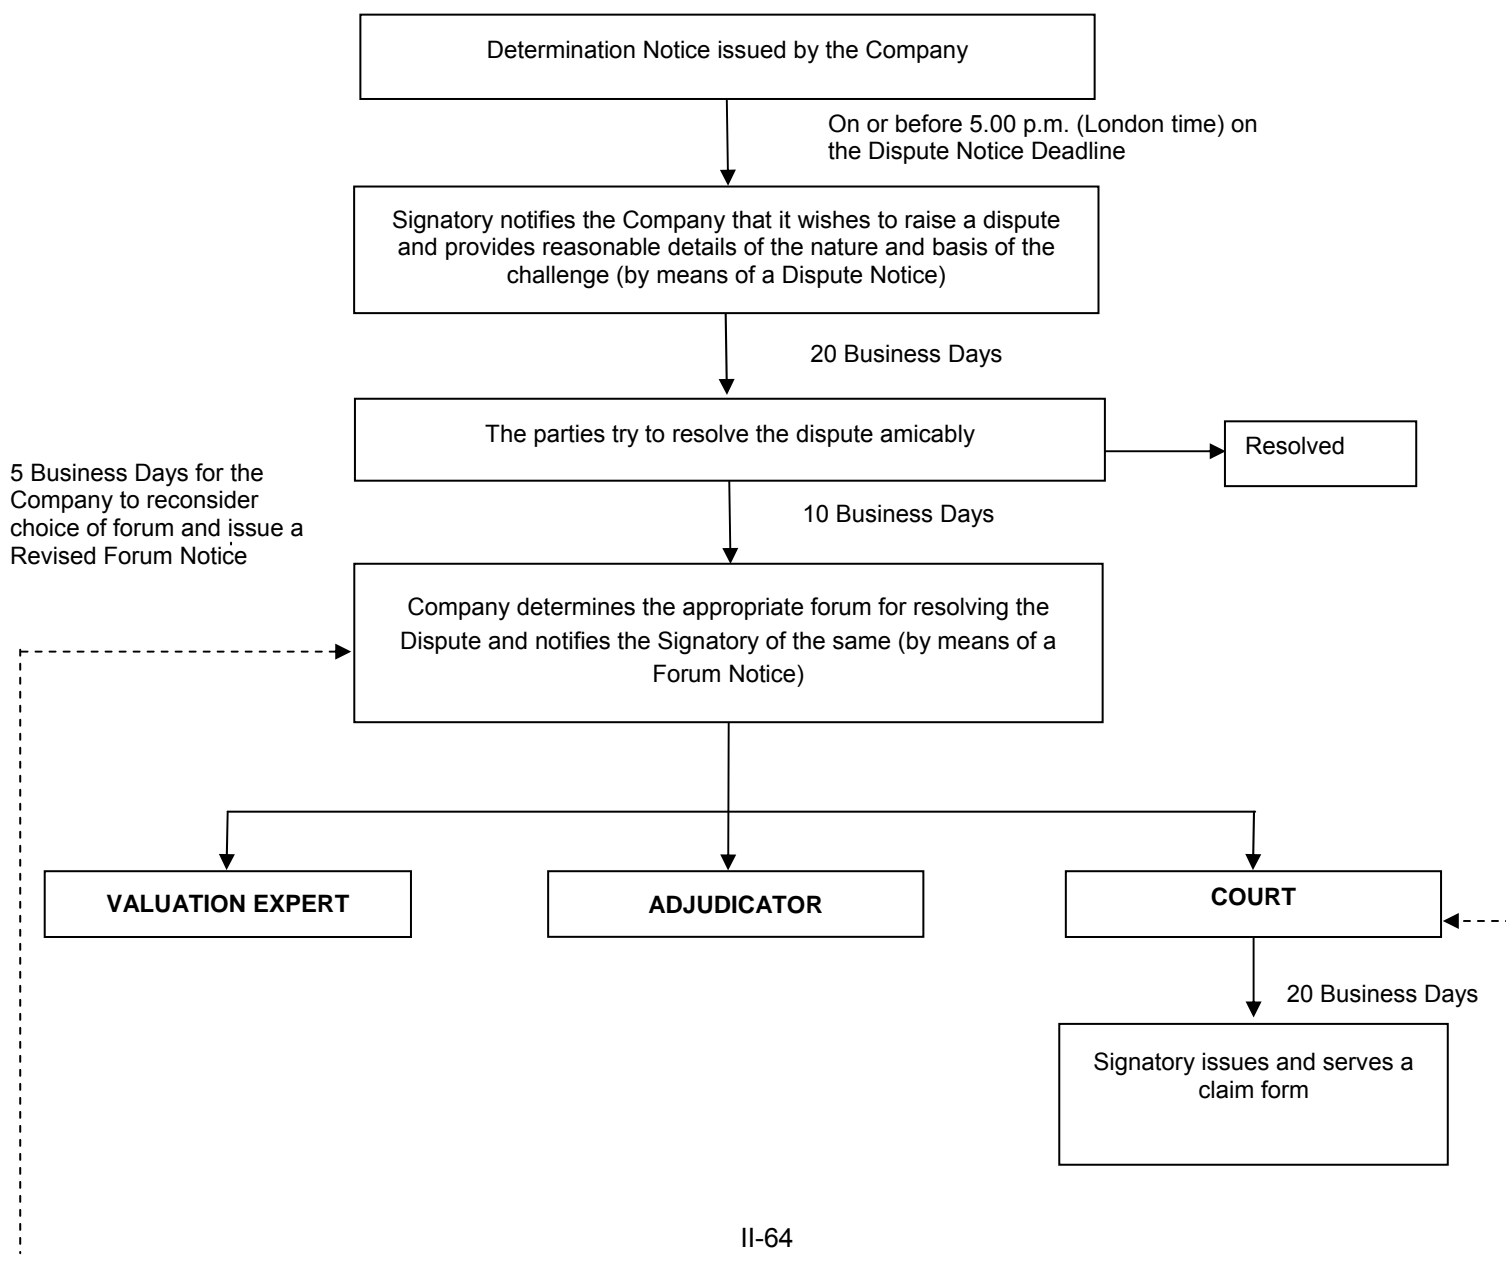 Determination Notice issued by the Company
On or before 5.00 p.m. (London time) on
the Dispute Notice Deadline
Signatory notifies the Company that it wishes to raise a dispute
and provides reasonable details of the nature and basis of the
challenge (by means of a Dispute Notice)
20 Business Days
The parties try to resolve the dispute amicably
Resolved
5 Business Days for the
Company to reconsider
choice of forum and issue a
Revised Forum Notice
10 Business Days
Company determines the appropriate forum for resolving the
Dispute and notifies the Signatory of the same (by means of a
Forum Notice)
VALUATION EXPERT
ADJUDICATOR
COURT
20 Business Days
Signatory issues and serves a
claim form
II-64